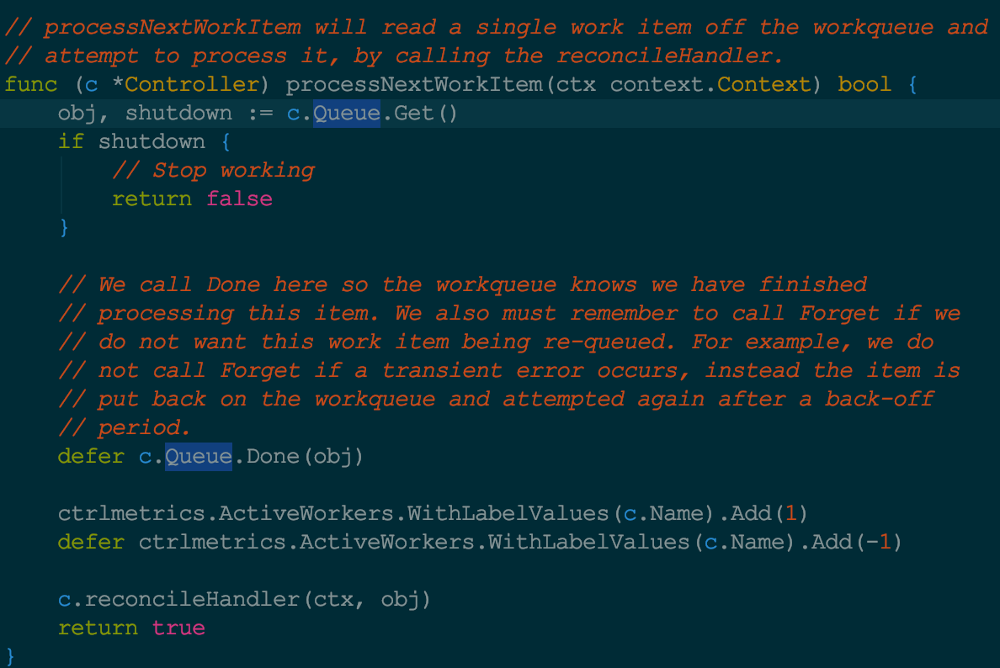 // processNextWorkItem will read a single work item off the workqueue and
// attempt to process it, by calling the reconcileHandler.
func (c *Controller) processNextWorkItem(ctx context.Context) bool {
    obj, shutdown := c.Queue.Get()
    if shutdown {
        // Stop working
        return false
    }

    // We call Done here so the workqueue knows we have finished
    // processing this item. We also must remember to call Forget if we
    // do not want this work item being re-queued. For example, we do
    // not call Forget if a transient error occurs, instead the item is
    // put back on the workqueue and attempted again after a back-off
    // period.
    defer c.Queue.Done(obj)

    ctrlmetrics.ActiveWorkers.WithLabelValues(c.Name).Add(1)
    defer ctrlmetrics.ActiveWorkers.WithLabelValues(c.Name).Add(-1)

    c.reconcileHandler(ctx, obj)
    return true
}